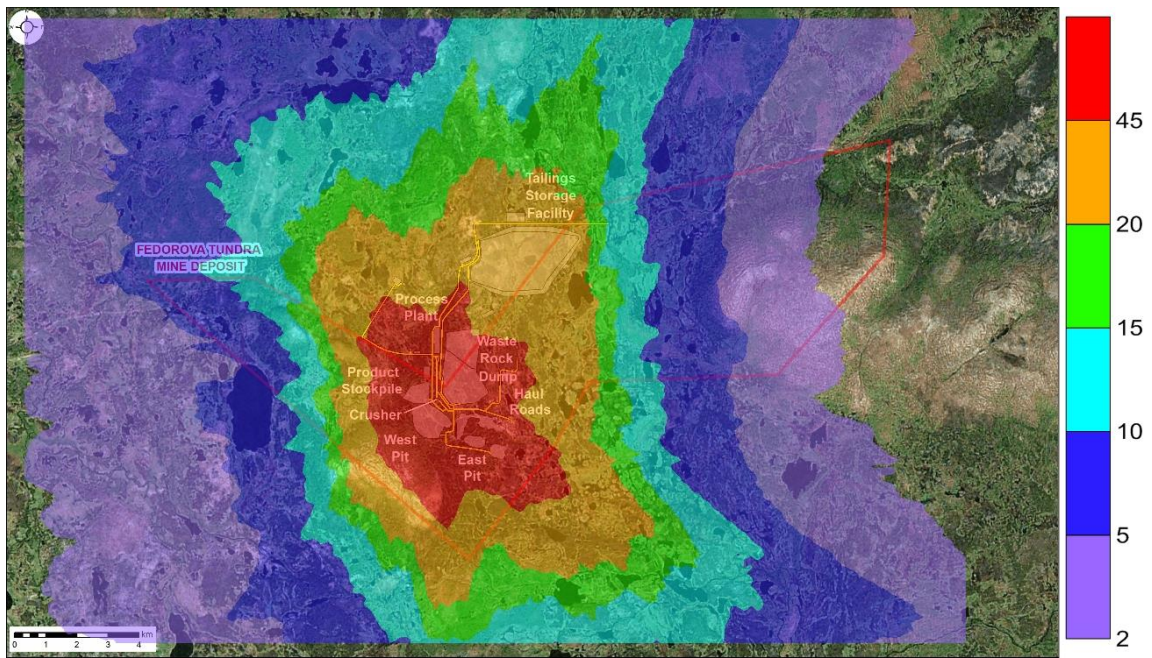 Tailings
Storage
Facility
FEDOROVA TUNDRA
MINE DEPOSIT
Process
Plant
Waste
Rock
Dump
Product
Stockpile
Haul
Roads
Crusher
West
Pit
East
Pit
km
0 1 2 3 4
45
20
15
10
5
2